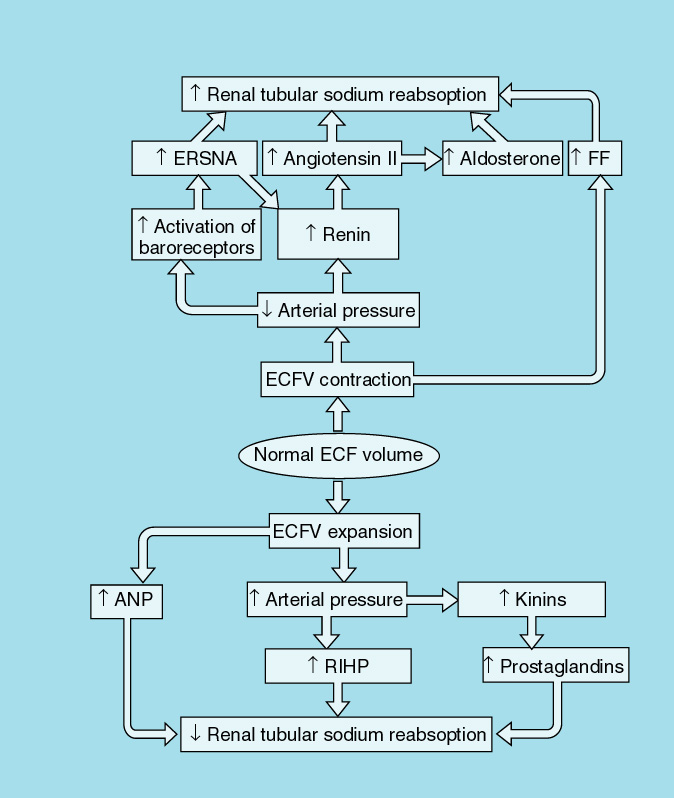 ↑ Renal tubular sodium reabsoption
↑ ERSNA
↑ Angiotensin II
↑ Aldosterone
↑ FF
↑ Activation of
baroreceptors
↑ Renin
↓ Arterial pressure
ECFV contraction
Normal ECF volume
ECFV expansion
↑ ANP
↑ Arterial pressure
↑ Kinins
↑ RIHP
↑ Prostaglandins
↓ Renal tubular sodium reabsoption